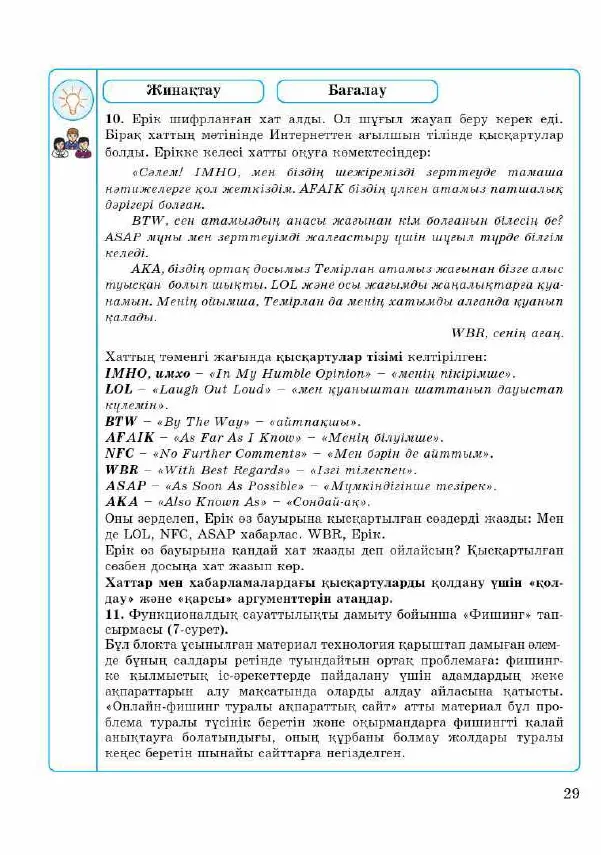 Жинақтау
Бағалау
10. Ерік шифрланған хат алды. Ол шұғыл жауап беру керек еді.
Бірақ хаттың мәтінінде Интернеттен ағылшын тілінде қысқартулар
болды. Ерікке келесі хатты оқуға көмектесіңдер:
«Сәлем! IMHO, мен біздің шежіремізді зерттеуде тамаша
нәтижелерге қол жеткіздім. AFAIK біздің үлкен атамыз патшалық
дәрігері болған.
BTW, сен атамыздың анасы жағынан кім болғанын білесің бе?
ASAP мұны мен зерттеуімді жалғастыру үшін шұғыл түрде білгім
келеді.
AKA, біздің ортақ досымыз Темірлан атамыз жағынан бізге алыс
туысқан болып шықты. LOL және осы жағымды жаңалықтарға қуа-
намын. Менің ойымша, Темірлан да менің хатымды алғанда қуанып
қалады.
WBR, сенің ағаң.
Хаттың төменгі жағында қысқартулар тізімі келтірілген:
IMHO, имхо – «In My Humble Opinion» – «менің пікірімше».
LOL – «Laugh Out Loud» – «мен қуаныштан шаттанып дауыстап
күлемін».
BTW – «By The Way» – «айтпақшы».
AFAIK – «As Far As I Know» – «Менің білуімше».
NFC – «No Further Comments» – «Мен бәрін де айттым».
WBR – «With Best Regards» – «Ізгі тілекпен».
ASAP – «As Soon As Possible» – «Мүмкіндігінше тезірек».
AKA – «Also Known As» – «Сондай-ақ».
Оны зерделеп, Ерік өз бауырына қысқартылған сөздерді жазды: Мен
де LOL, NFC, ASAP хабарлас. WBR, Ерік.
Ерік өз бауырына қандай хат жазды деп ойлайсың? Қысқартылған
сөзбен досыңа хат жазып көр.
Хаттар мен хабарламалардағы қысқартуларды қолдану үшін «қол-
дау» және «қарсы» аргументтерін атаңдар.
11. Функционалдық сауаттылықты дамыту бойынша «Фишинг» тап-
сырмасы (7-сурет).
Бұл блокта ұсынылған материал технология қарыштап дамыған әлем-
де бұның салдары ретінде туындайтын ортақ проблемаға: фишинг-
ке қылмыстық іс-әрекеттерде пайдалану үшін адамдардың жеке
ақпараттарын алу мақсатында оларды алдау айласына қатысты.
«Онлайн-фишинг туралы ақпараттық сайт» атты материал бұл про-
блема туралы түсінік беретін және оқырмандарға фишингті қалай
анықтауға болатындығы, оның құрбаны болмау жолдары туралы
кеңес беретін шынайы сайттарға негізделген.
29